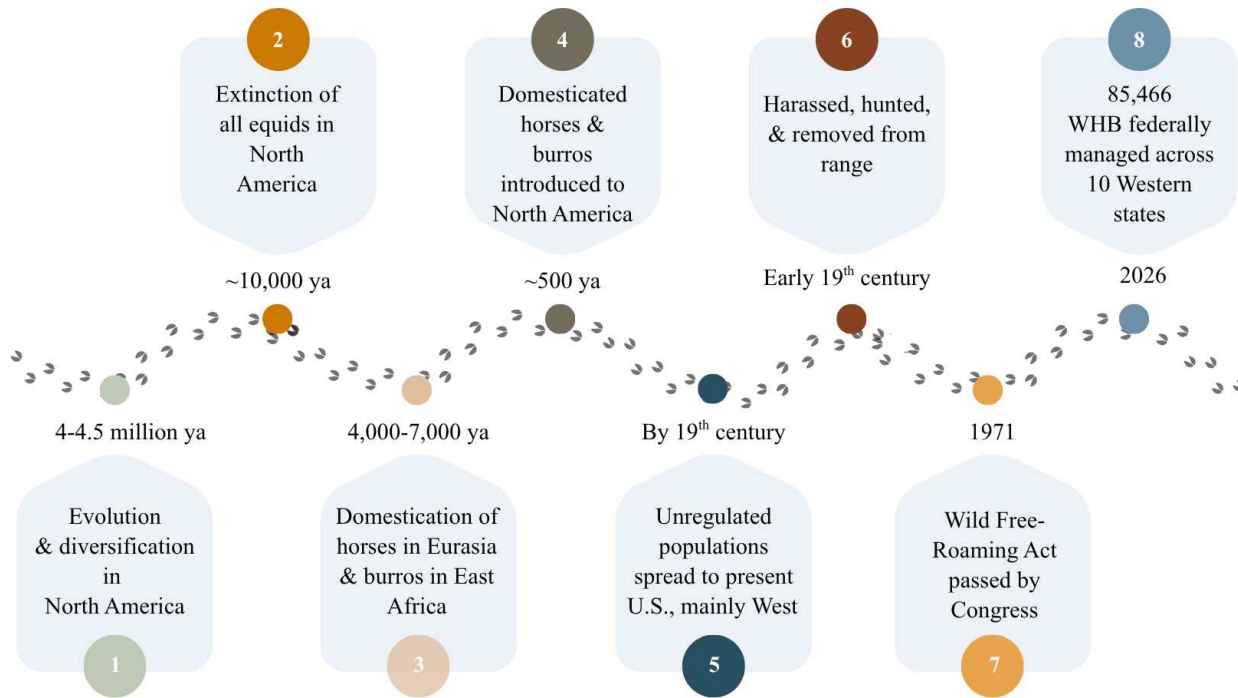 1
4-4.5 million ya
Evolution
& diversification
in
North America
2
Extinction of
all equids in
North
America
~10,000 ya
3
4,000-7,000 ya
Domestication of
horses in Eurasia
& burros in East
Africa
4
Domesticated
horses &
burros
introduced to
North America
~500 ya
5
By 19th century
Unregulated
populations
spread to present
U.S., mainly West
6
Harassed, hunted,
& removed from
range
Early 19th century
7
1971
Wild Free-
Roaming Act
passed by
Congress
8
85,466
WHB federally
managed across
10 Western
states
2026